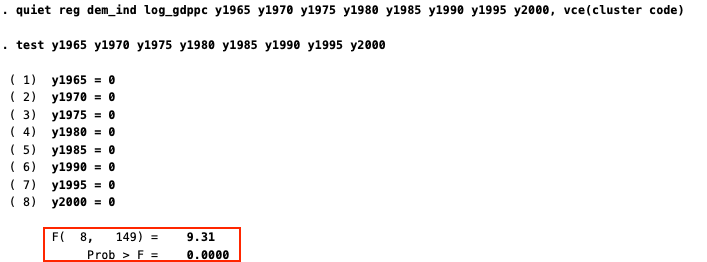 . quiet reg dem_ind log_gdppc y1965 y1970 y1975 y1980 y1985 y1990 y1995 y2000, vce(cluster code)
. test y1965 y1970 y1975 y1980 y1985 y1990 y1995 y2000
( 1) y1965 = 0
( 2) y1970 = 0
( 3) y1975 = 0
( 4) y1980 = 0
( 5) y1985 = 0
( 6) y1990 = 0
( 7) y1995 = 0
( 8) y2000 = 0
F( 8, 149) = 9.31
Prob > F = 0.0000